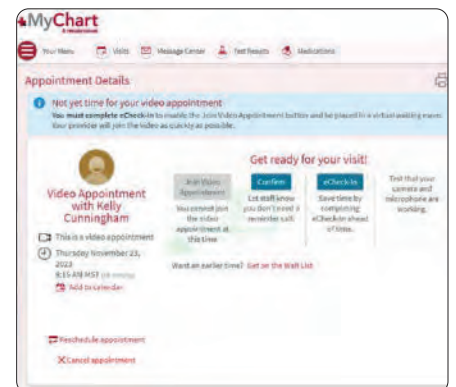 MyChart
Your Menu Visits Message Center Test Results Medications
Appointment Details
Not yet time for your video appointment
You must complete eCheck-In to enable the Join Video Appointment button and be placed in a virtual waiting room.
Your provider will join the video as quickly as possible.
Get ready for your visit!
Video Appointment
with Kelly
Cunningham
This is a video appointment
Thursday November 23,
2023
8:15 AM MST
Add to calendar
Join Video
Appointment
You cannot join
the video
appointment at
this time
Confirm
Let staff know
you don't need a
reminder call.
eCheck-In
Save time by
completing
eCheck-In ahead
of time.
Test that your
camera and
microphone are
working.
Want an earlier time? Get on the Wait List
Reschedule appointment
Cancel appointment